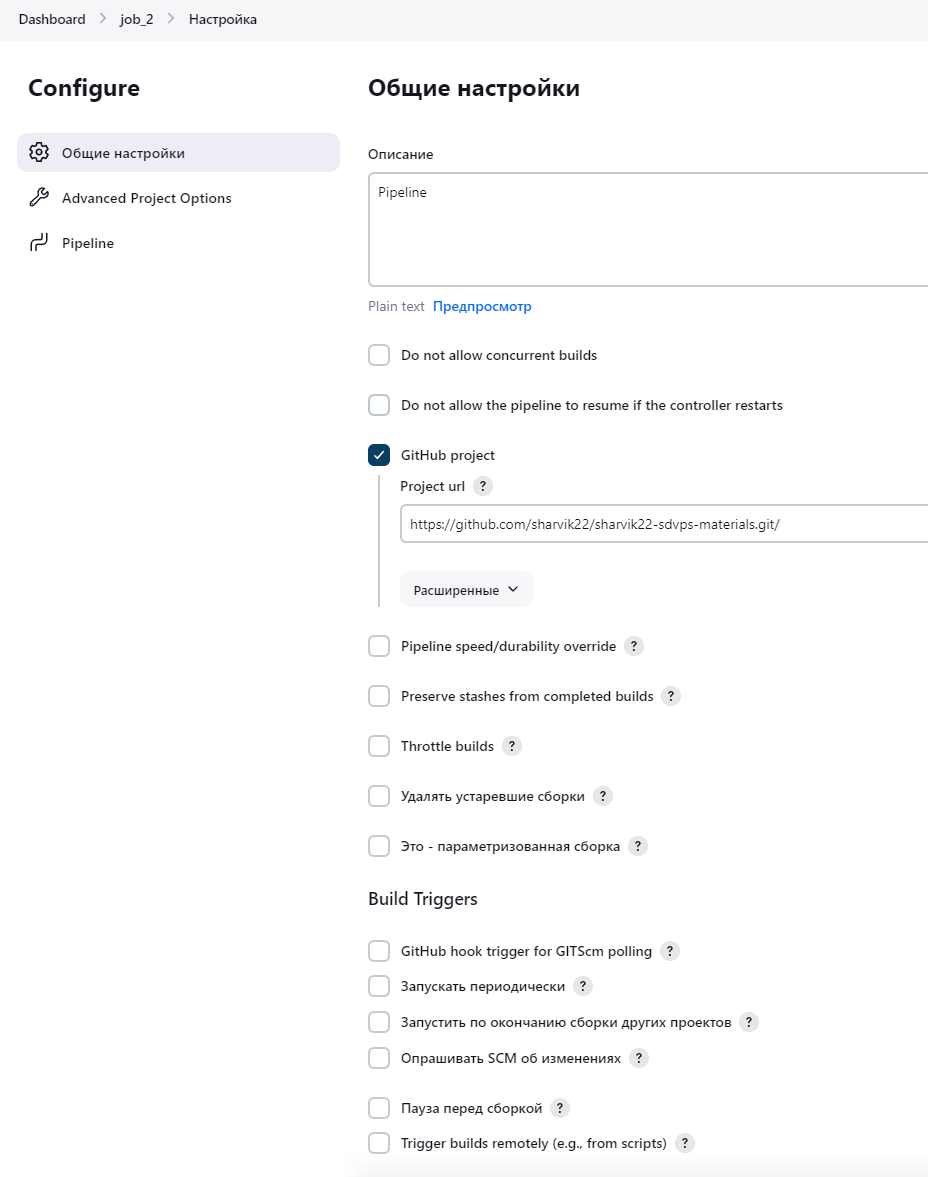 Dashboard > job_2 > Настройка
Configure
Общие настройки
Advanced Project Options
Pipeline
Общие настройки
Описание
Pipeline
Plain text Предпросмотр
Do not allow concurrent builds
Do not allow the pipeline to resume if the controller restarts
GitHub project
Project url ?
https://github.com/sharvik22/sharvik22-sdvps-materials.git/
Расширенные
Pipeline speed/durability override ?
Preserve stashes from completed builds ?
Throttle builds ?
Удалять устаревшие сборки ?
Это - параметризованная сборка ?
Build Triggers
GitHub hook trigger for GITScm polling ?
Запускать периодически ?
Запустить по окончанию сборки других проектов ?
Опрашивать SCM об изменениях ?
Пауза перед сборкой ?
Trigger builds remotely (e.g., from scripts) ?